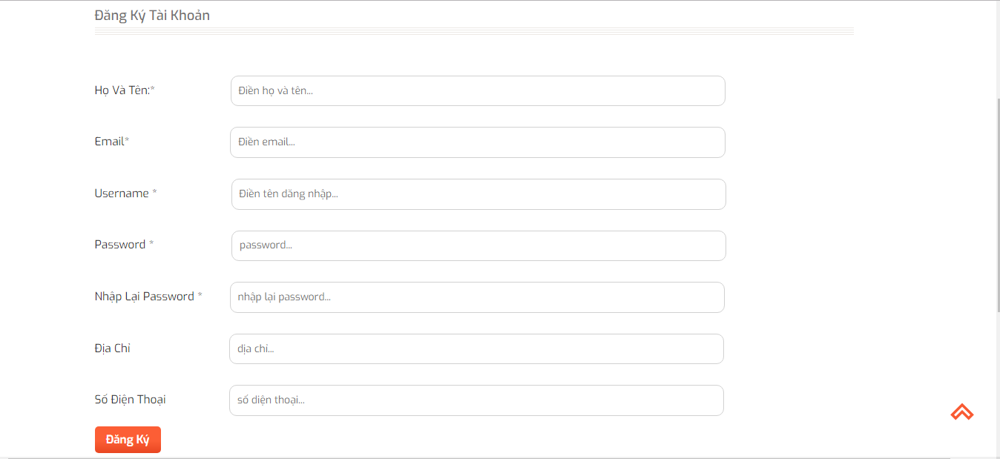 Đăng Ký Tài Khoản
Họ Và Tên:*
Điền họ và tên...
Email*
Điền email...
Username *
Điền tên đăng nhập...
Password *
password...
Nhập Lại Password *
nhập lại password...
Địa Chỉ
địa chỉ...
Số Điện Thoại
số điện thoại...
Đăng Ký